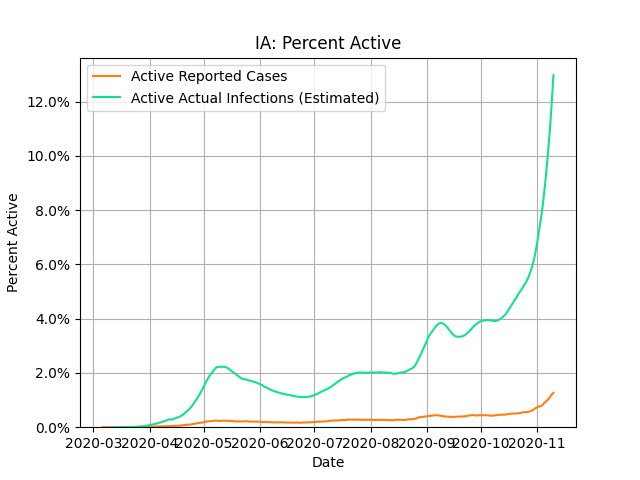 IA: Percent Active
Active Reported Cases
Active Actual Infections (Estimated)
Percent Active
12.0%
10.0%
8.0%
6.0%
4.0%
2.0%
0.0%
2020-03 2020-04 2020-05 2020-06 2020-07 2020-08 2020-09 2020-10 2020-11
Date